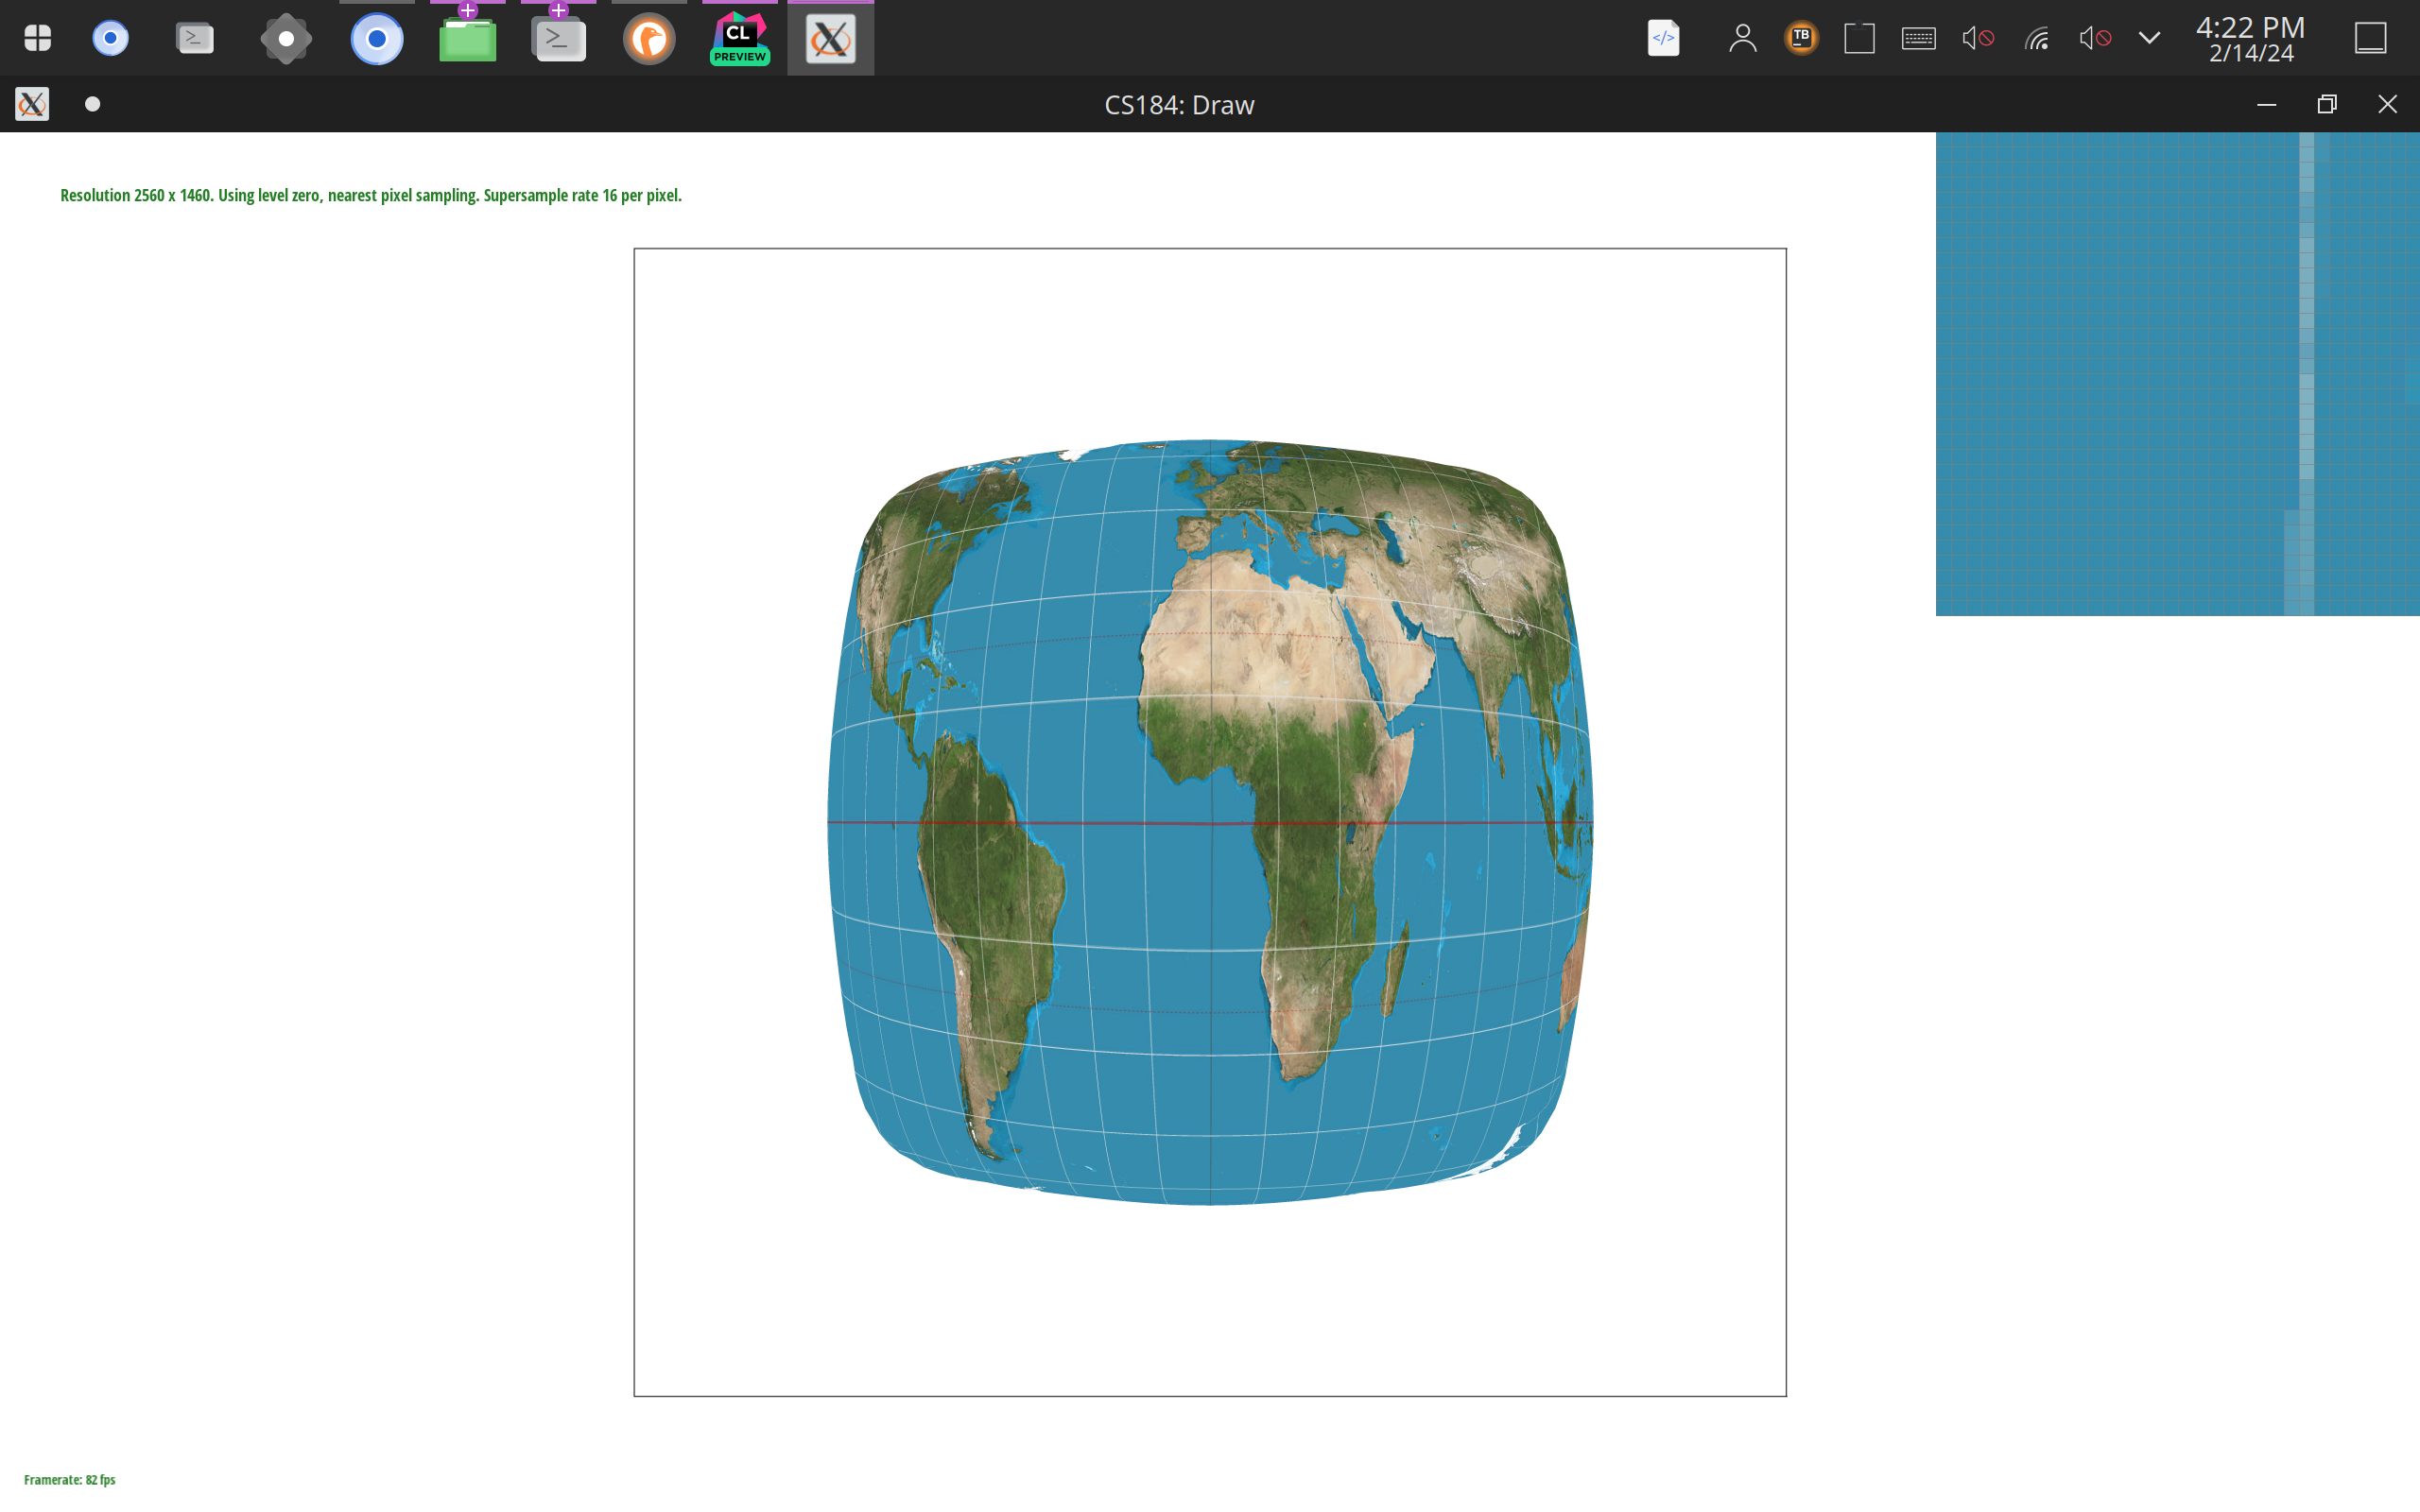 CL
PREVIEW
>_
>_
</>
TB
4:22 PM
2/14/24
CS184: Draw
Resolution 2560 x 1460. Using level zero, nearest pixel sampling. Supersample rate 16 per pixel.
Framerate: 82 fps